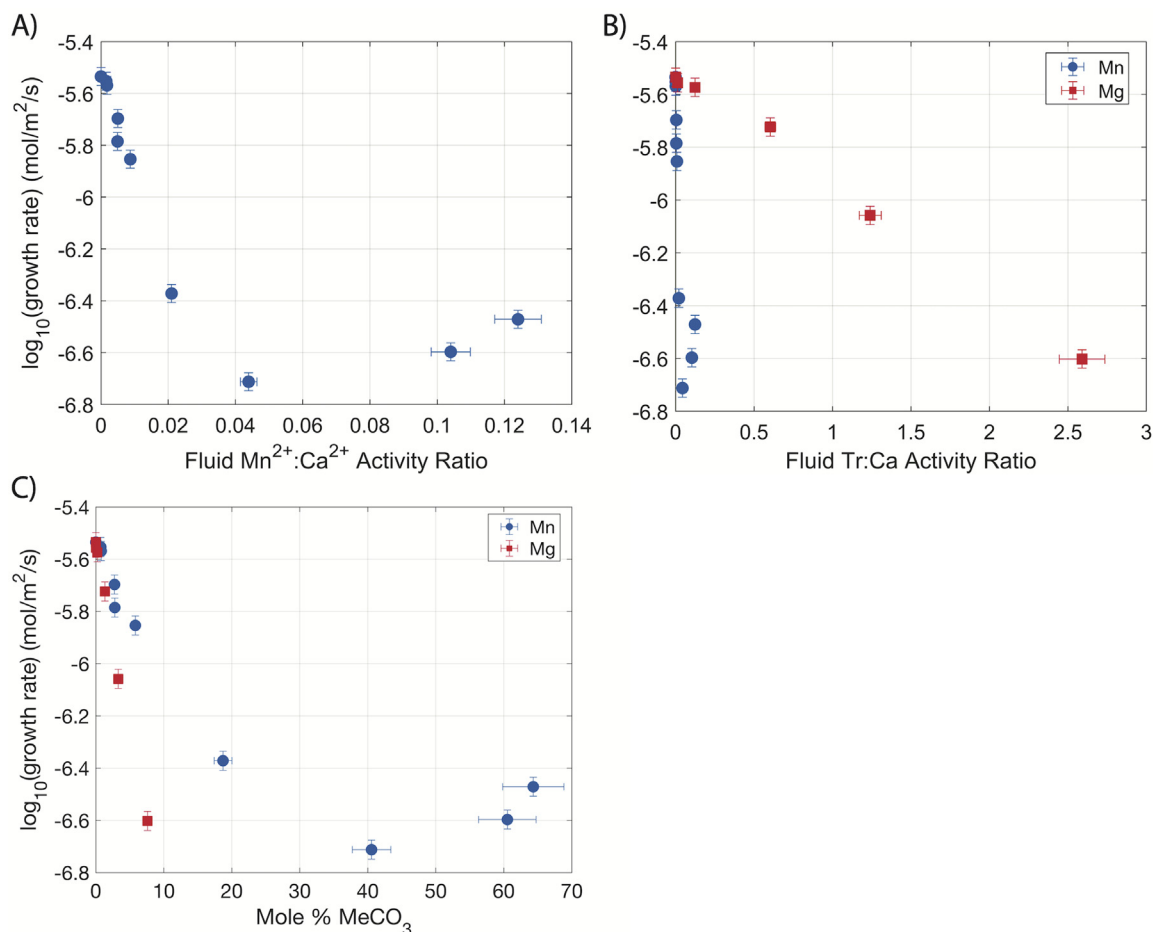 A)
-5.4
-5.6
-5.8
-6
-6.2
-6.4
-6.6
-6.8
0 0.02 0.04 0.06 0.08 0.1 0.12 0.14
log10(growth rate) (mol/m2/s)
Fluid Mn2+:Ca2+ Activity Ratio
B)
-5.4
-5.6
-5.8
-6
-6.2
-6.4
-6.6
-6.8
0 0.5 1 1.5 2 2.5 3
Mn
Mg
Fluid Tr:Ca Activity Ratio
C)
-5.4
-5.6
-5.8
-6
-6.2
-6.4
-6.6
-6.8
0 10 20 30 40 50 60 70
Mn
Mg
log10(growth rate) (mol/m2/s)
Mole % MeCO3